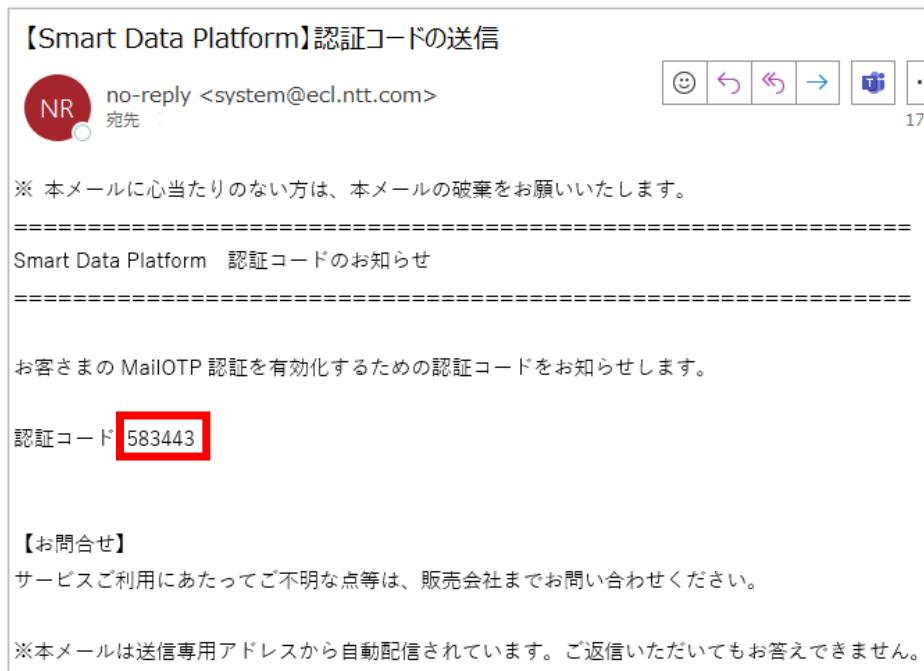 【Smart Data Platform】認証コードの送信
NR
no-reply <system@ecl.ntt.com>
宛先
17
※ 本メールに心当たりのない方は、本メールの破棄をお願いいたします。
=============================================================
Smart Data Platform　認証コードのお知らせ
=============================================================
お客さまの MailOTP 認証を有効化するための認証コードをお知らせします。
認証コード 583443
【お問合せ】
サービスご利用にあたってご不明な点等は、販売会社までお問い合わせください。
※本メールは送信専用アドレスから自動配信されています。ご返信いただいてもお答えできません。